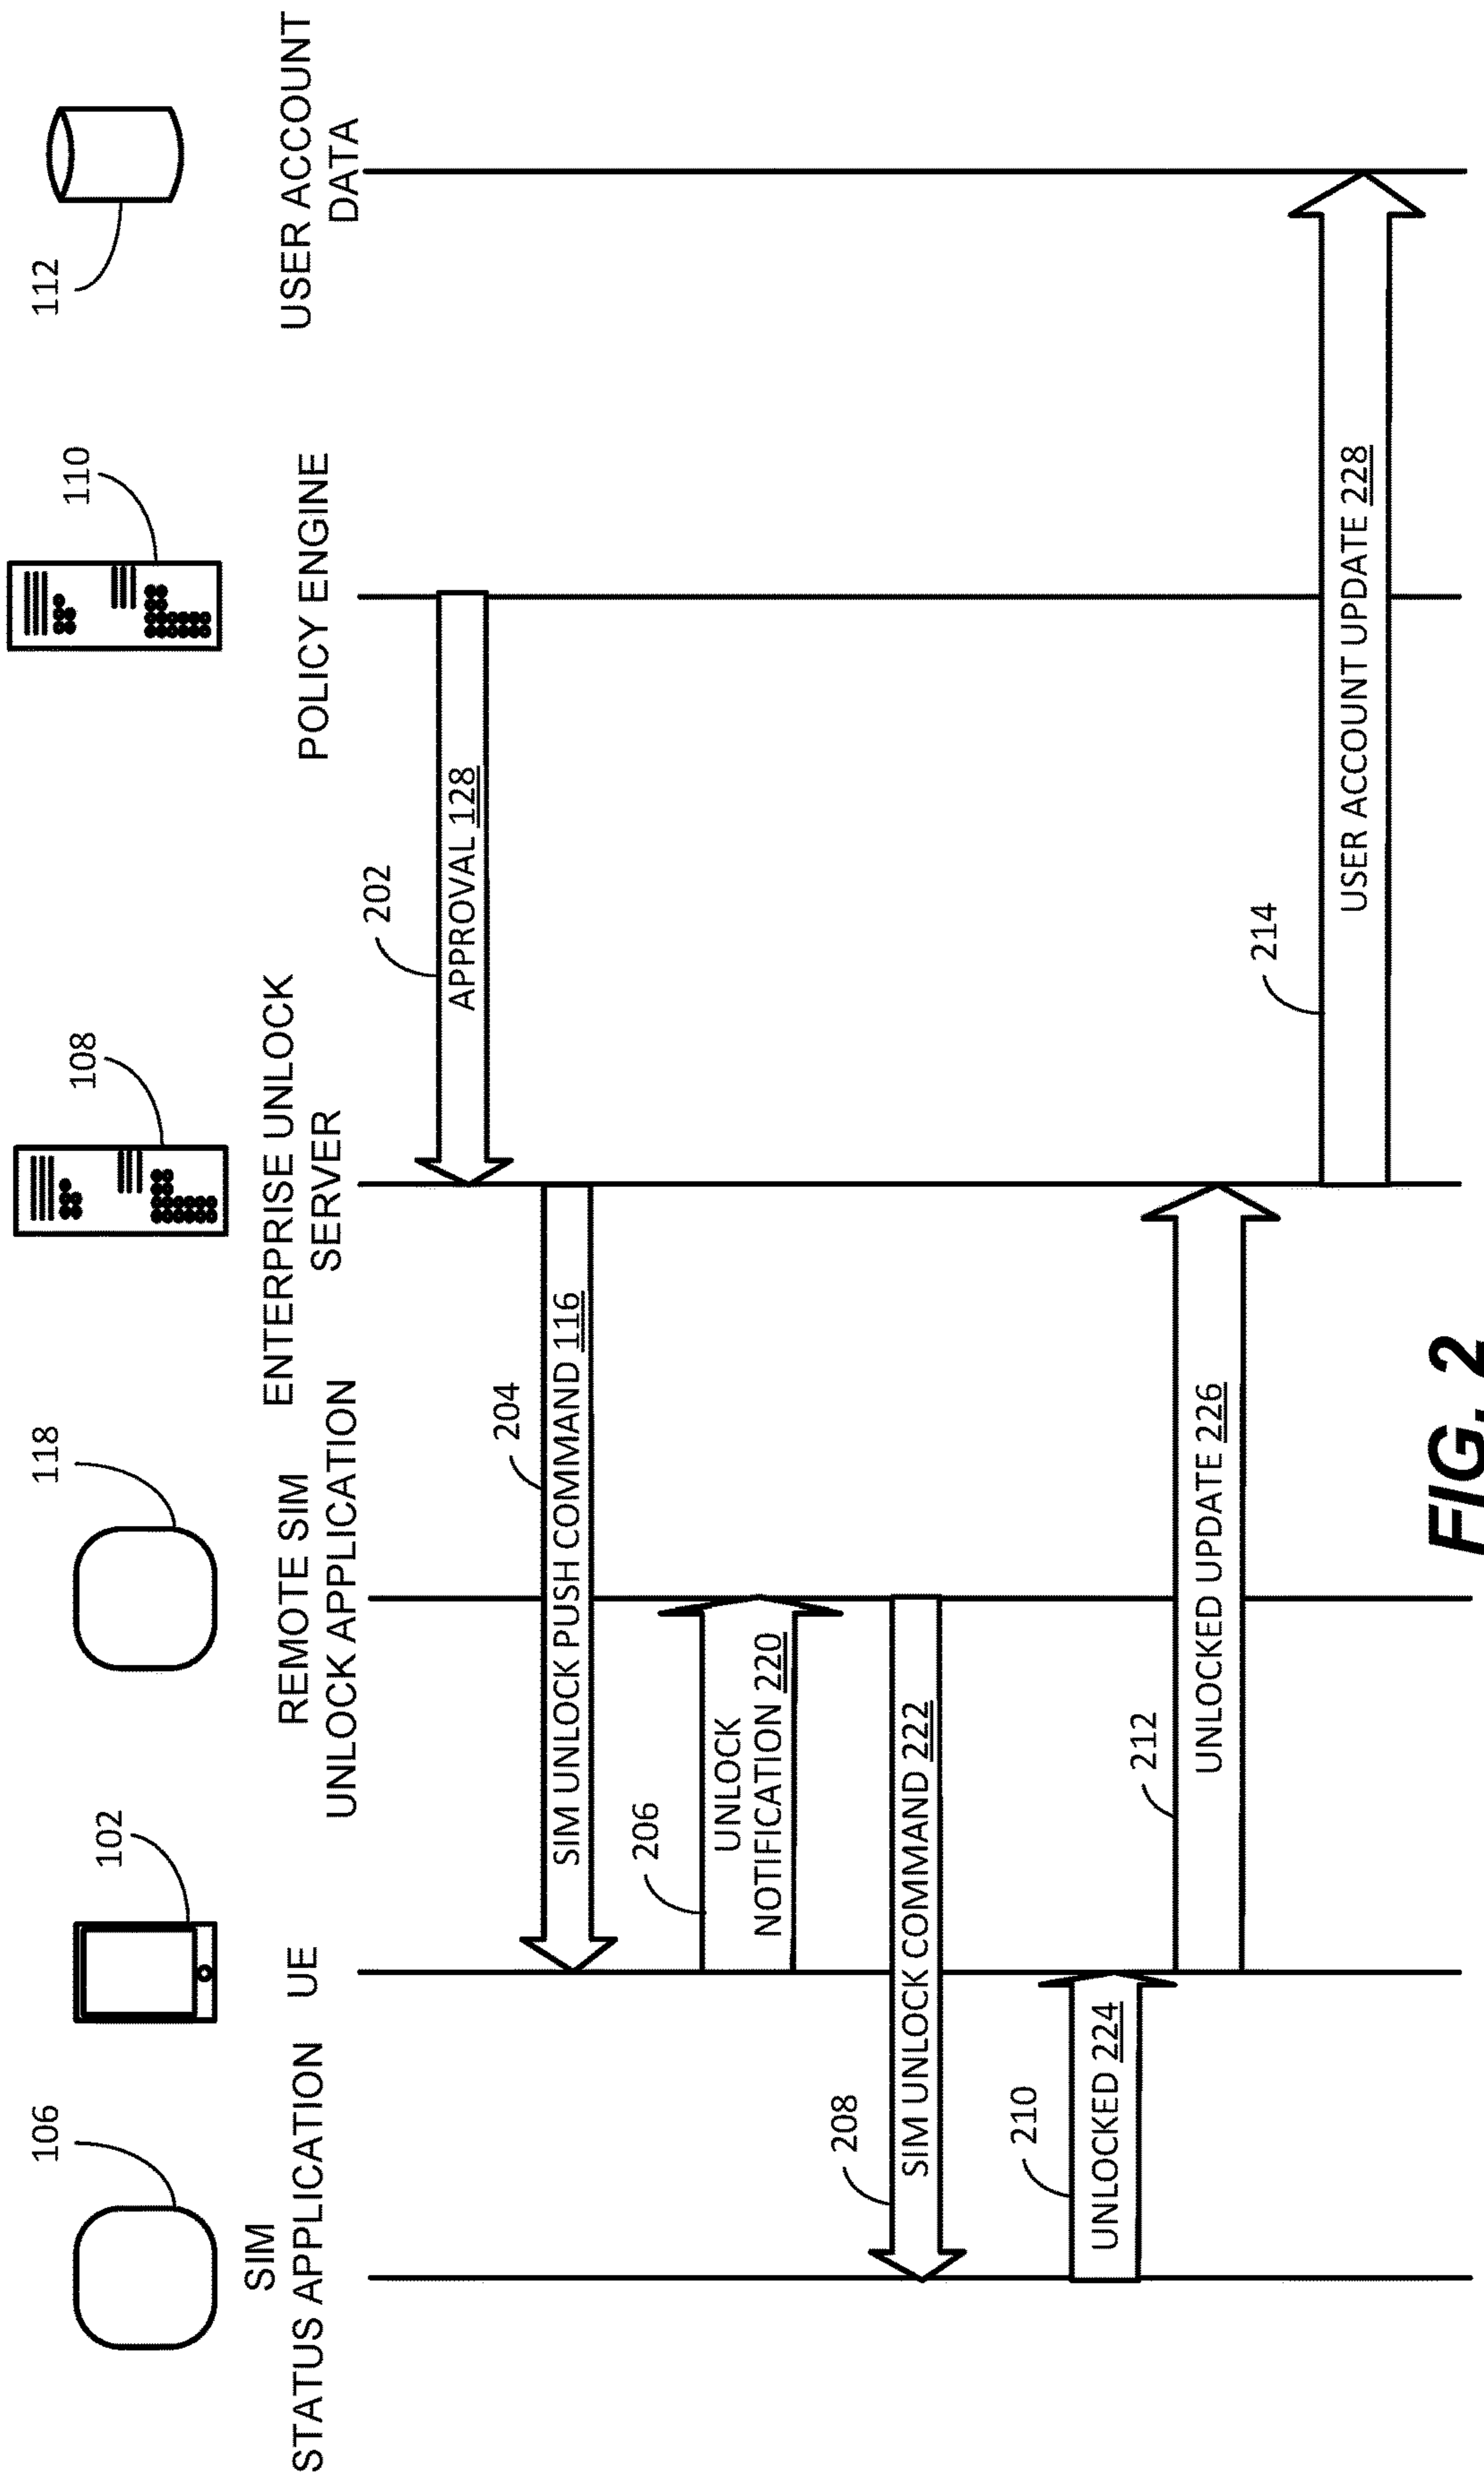 106
102
118
108
110
112
SIM
STATUS APPLICATION
UE
REMOTE SIM
UNLOCK APPLICATION
ENTERPRISE UNLOCK
SERVER
POLICY ENGINE
USER ACCOUNT
DATA
202
APPROVAL 128
204
SIM UNLOCK PUSH COMMAND 116
206
UNLOCK
NOTIFICATION 220
208
SIM UNLOCK COMMAND 222
210
UNLOCKED 224
212
UNLOCKED UPDATE 226
214
USER ACCOUNT UPDATE 228
FIG. 2